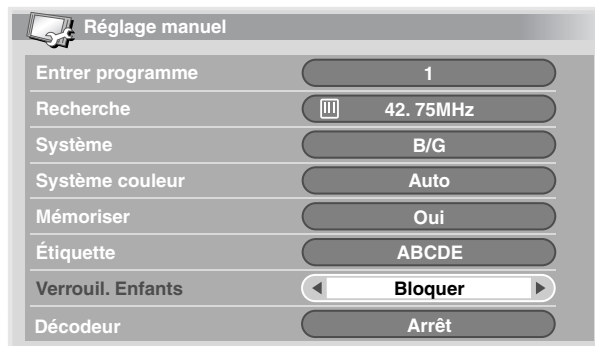 Réglage manuel
Entrer programme 1
Recherche 42. 75MHz
Système B/G
Système couleur Auto
Mémoriser Oui
Étiquette ABCDE
Verrouil. Enfants Bloquer
Décodeur Arrêt